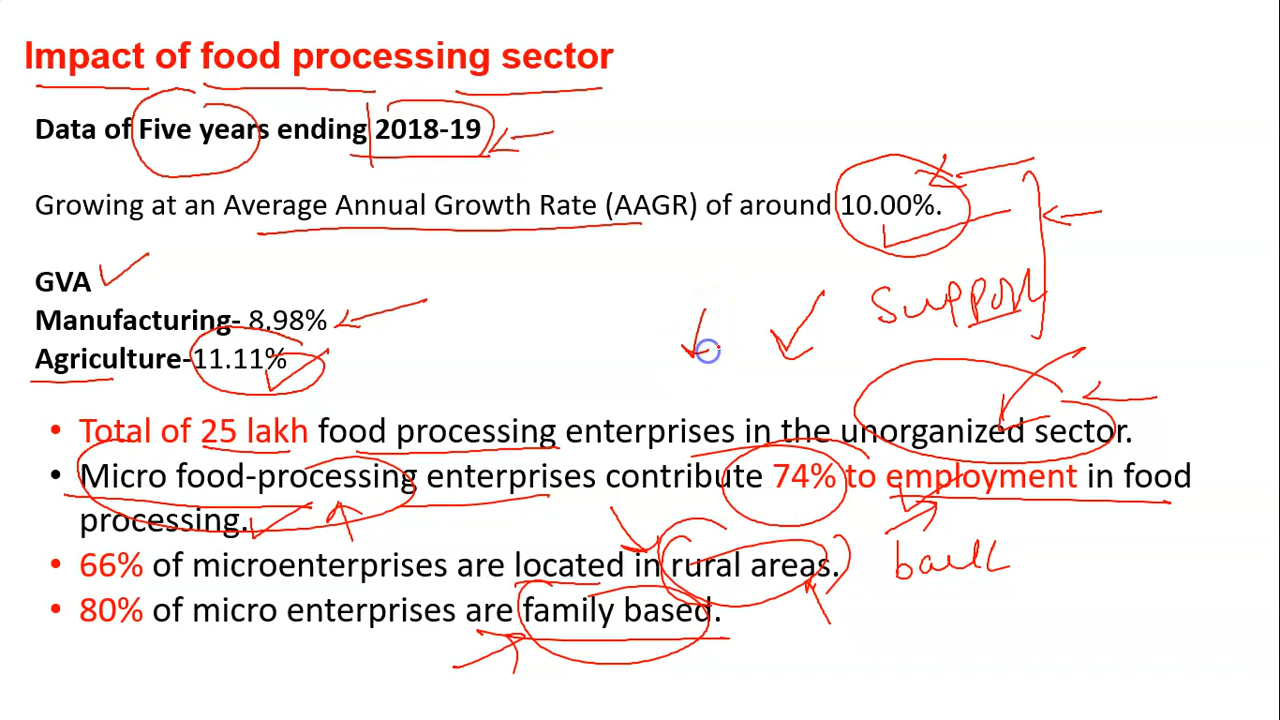 Impact of food processing sector
Data of Five years ending 2018-19
Growing at an Average Annual Growth Rate (AAGR) of around 10.00%.
GVA
Support
Manufacturing- 8.98%
Agriculture-11.11%
• Total of 25 lakh food processing enterprises in the unorganized sector.
• Micro food-processing enterprises contribute 74% to employment in food
processing.
• 66% of microenterprises are located in rural areas.
• 80% of micro enterprises are family based.